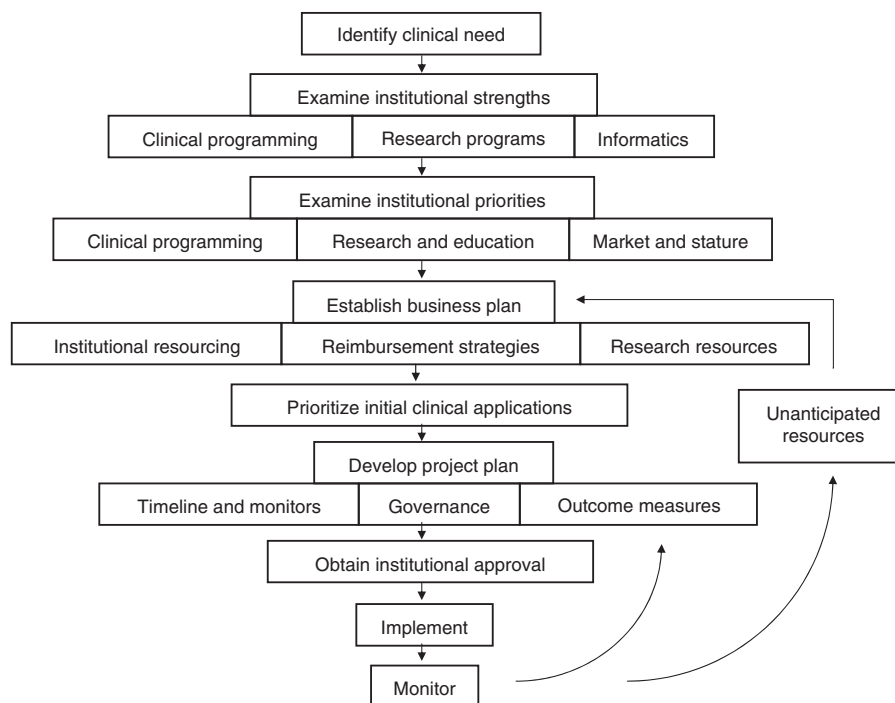 Identify clinical need
Examine institutional strengths
Clinical programming
Research programs
Informatics
Examine institutional priorities
Clinical programming
Research and education
Market and stature
Establish business plan
Institutional resourcing
Reimbursement strategies
Research resources
Prioritize initial clinical applications
Unanticipated
resources
Develop project plan
Timeline and monitors
Governance
Outcome measures
Obtain institutional approval
Implement
Monitor